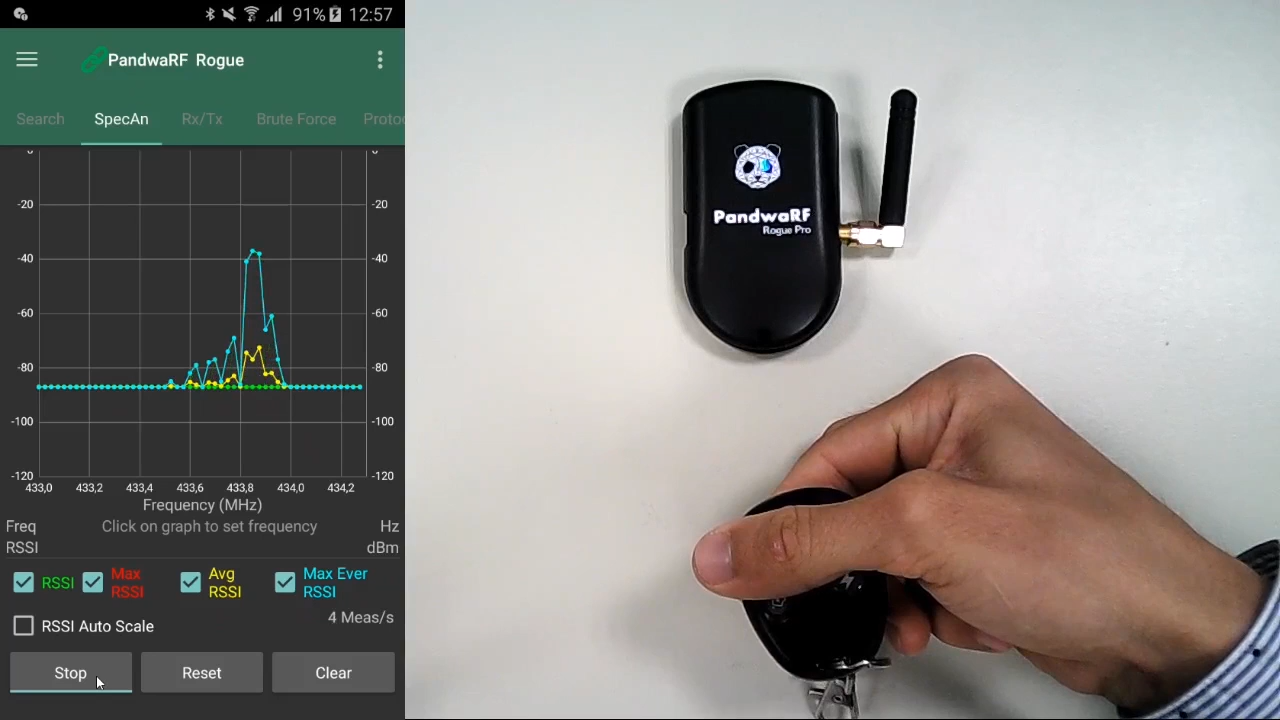 91% 12:57
PandwaRF Rogue
Search SpecAn Rx/Tx Brute Force Protoc
0 0
-20 -20
-40 -40
-60 -60
-80 -80
-100 -100
-120 -120
433,0 433,2 433,4 433,6 433,8 434,0 434,2
Frequency (MHz)
Freq Click on graph to set frequency Hz
RSSI dBm
RSSI
Max
RSSI
Avg
RSSI
Max Ever
RSSI
4 Meas/s
RSSI Auto Scale
Stop Reset Clear
PandwaRF
Rogue Pro